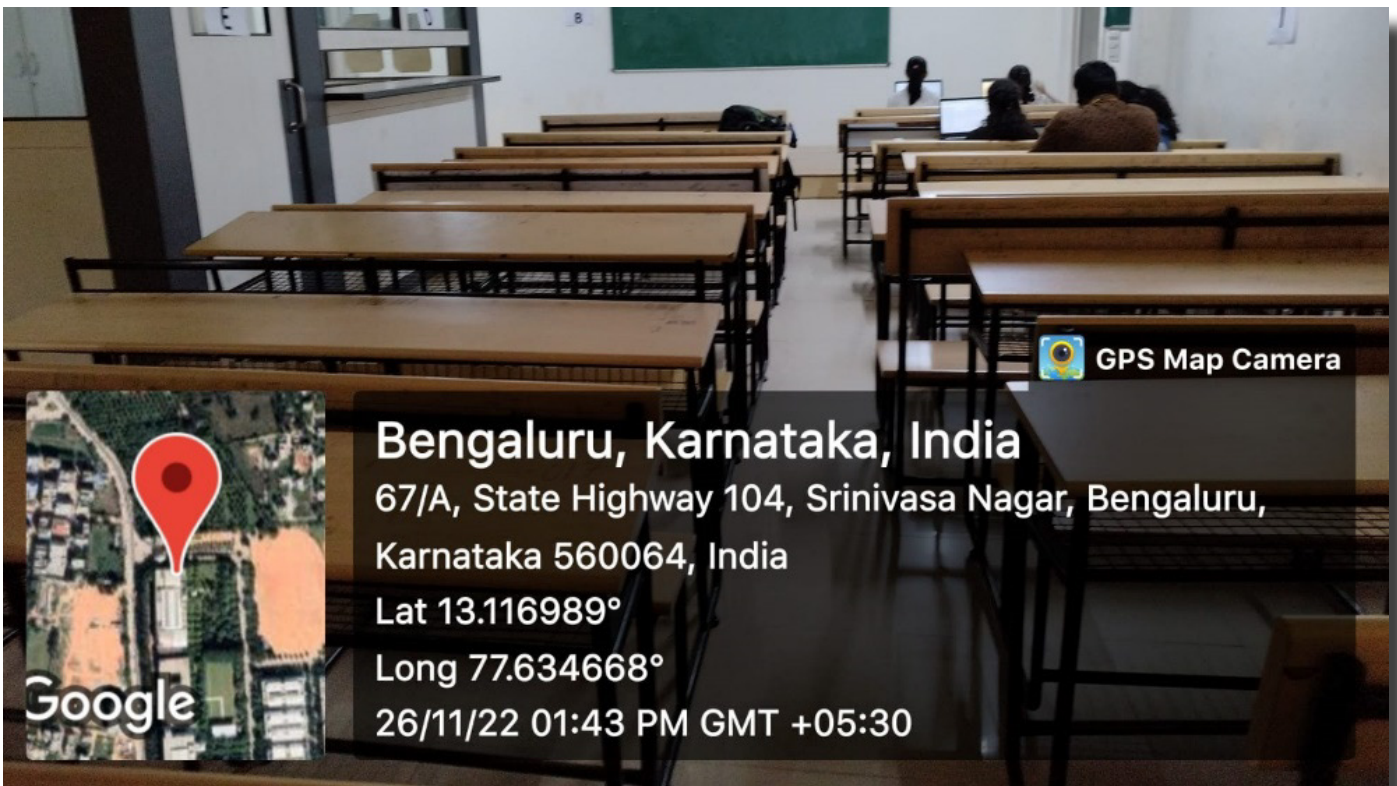 E
B
GPS Map Camera
Bengaluru, Karnataka, India
67/A, State Highway 104, Srinivasa Nagar, Bengaluru,
Karnataka 560064, India
Lat 13.116989°
Long 77.634668°
26/11/22 01:43 PM GMT +05:30
Google